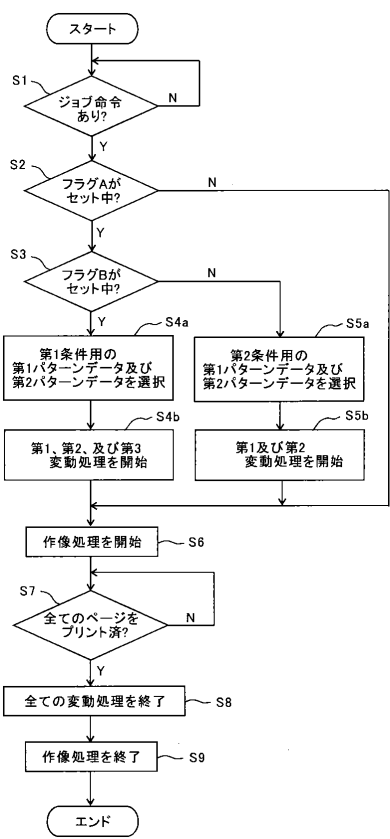 スタート
S1
ジョブ命令
あり?
N
Y
S2
フラグAが
セット中?
N
Y
S3
フラグBが
セット中?
N
Y
S4a
第1条件用の
第1パターンデータ及び
第2パターンデータを選択
S5a
第2条件用の
第1パターンデータ及び
第2パターンデータを選択
S4b
第1、第2、及び第3
変動処理を開始
S5b
第1及び第2
変動処理を開始
作像処理を開始
S6
S7
全てのページを
プリント済?
N
Y
全ての変動処理を終了
S8
作像処理を終了
S9
エンド